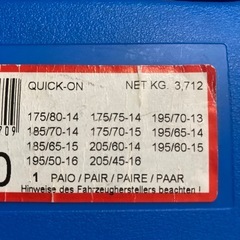 QUICK-ON NET KG. 3,712
175/80-14 175/75-14 195/70-13
185/70-14 175/70-15 195/65-14
185/65-15 205/60-14 195/60-15
195/50-16 205/45-16
709
0
1 PAIO / PAIR / PAIRE / PAAR
Hinweise des Fahrzeugherstellers beachten !